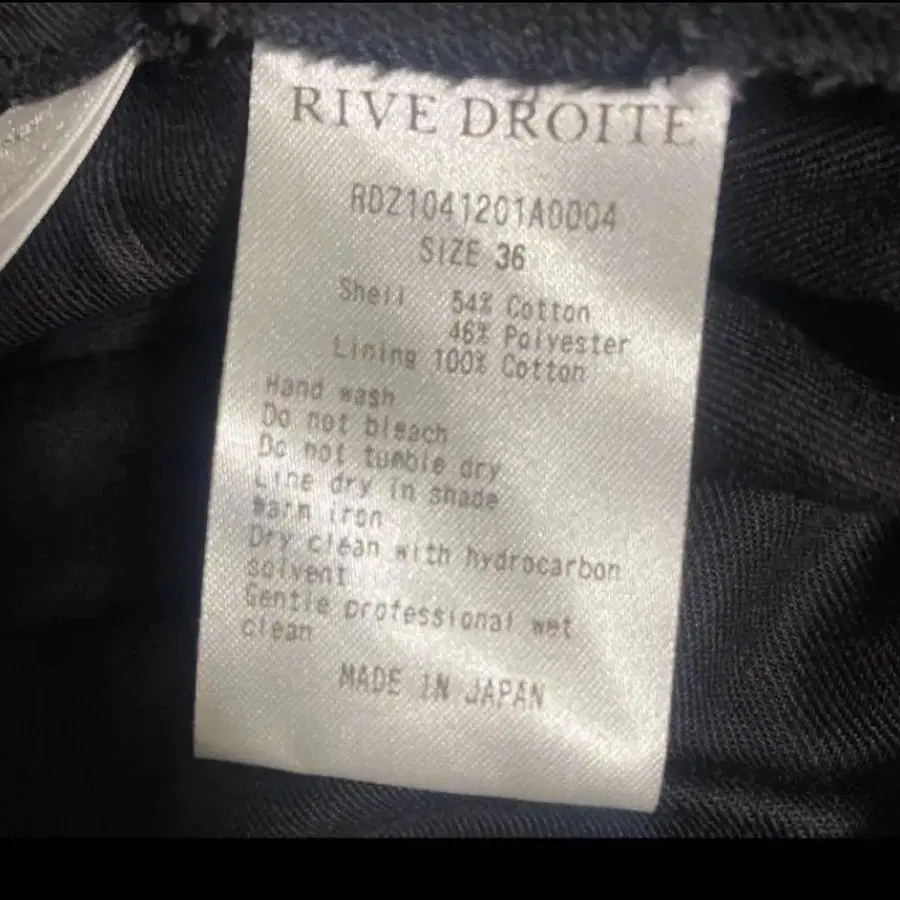 RIVE DROITE
RDZ1041201A0004
SIZE 36
Shell 54% Cotton
46% Polyester
Lining 100% Cotton
Hand wash
Do not bleach
Do not tumble dry
Line dry in shade
Warm iron
Dry clean with hydrocarbon
solvent
Gentle professional wet
clean
MADE IN JAPAN